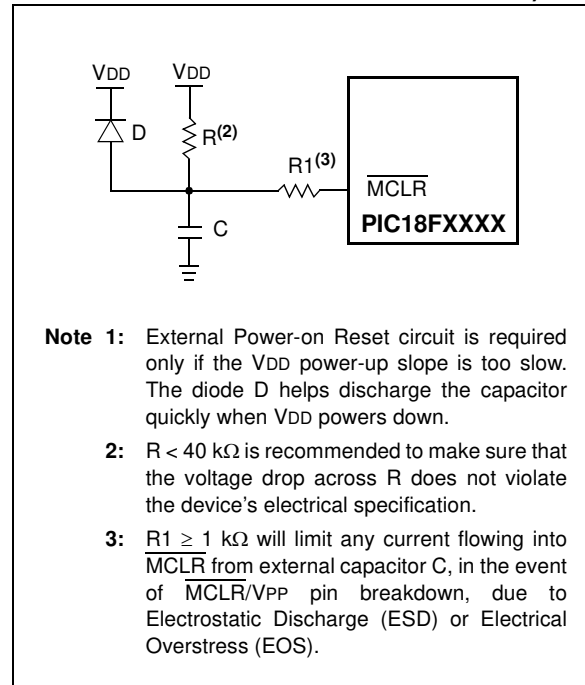 VDD VDD
D R(2)
R1(3)
MCLR
PIC18FXXXX
C
Note 1: External Power-on Reset circuit is required
only if the VDD power-up slope is too slow.
The diode D helps discharge the capacitor
quickly when VDD powers down.
2: R < 40 kΩ is recommended to make sure that
the voltage drop across R does not violate
the device's electrical specification.
3: R1 ≥ 1 kΩ will limit any current flowing into
MCLR from external capacitor C, in the event
of MCLR/VPP pin breakdown, due to
Electrostatic Discharge (ESD) or Electrical
Overstress (EOS).